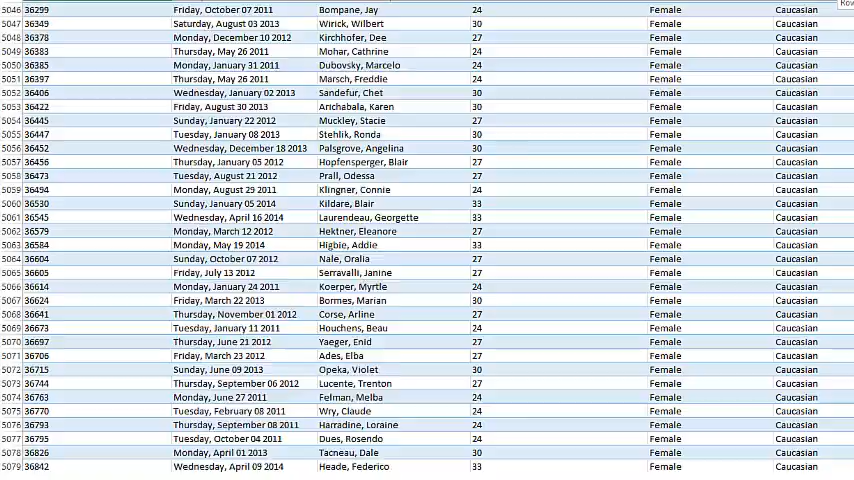 Row
5046 36299 Friday, October 07 2011 Bompane, Jay 24 Female Caucasian
5047 36349 Saturday, August 03 2013 Wirick, Wilbert 30 Female Caucasian
5048 36378 Monday, December 10 2012 Kirchhofer, Dee 27 Female Caucasian
5049 36383 Thursday, May 26 2011 Mohar, Cathrine 24 Female Caucasian
5050 36385 Monday, January 31 2011 Dubovsky, Marcelo 24 Female Caucasian
5051 36397 Thursday, May 26 2011 Marsch, Freddie 24 Female Caucasian
5052 36406 Wednesday, January 02 2013 Sandefur, Chet 30 Female Caucasian
5053 36422 Friday, August 30 2013 Arichabala, Karen 30 Female Caucasian
5054 36445 Sunday, January 22 2012 Muckley, Stacie 27 Female Caucasian
5055 36447 Tuesday, January 08 2013 Stehlik, Ronda 30 Female Caucasian
5056 36452 Wednesday, December 18 2013 Palsgrove, Angelina 30 Female Caucasian
5057 36456 Thursday, January 05 2012 Hopfensperger, Blair 27 Female Caucasian
5058 36473 Tuesday, August 21 2012 Prall, Odessa 27 Female Caucasian
5059 36494 Monday, August 29 2011 Klingner, Connie 24 Female Caucasian
5060 36530 Sunday, January 05 2014 Kildare, Blair 33 Female Caucasian
5061 36545 Wednesday, April 16 2014 Laurendeau, Georgette 33 Female Caucasian
5062 36579 Monday, March 12 2012 Hektner, Eleanore 27 Female Caucasian
5063 36584 Monday, May 19 2014 Higbie, Addie 33 Female Caucasian
5064 36604 Sunday, October 07 2012 Nale, Oralia 27 Female Caucasian
5065 36605 Friday, July 13 2012 Serravalli, Janine 27 Female Caucasian
5066 36614 Monday, January 24 2011 Koerper, Myrtle 24 Female Caucasian
5067 36624 Friday, March 22 2013 Bormes, Marian 30 Female Caucasian
5068 36641 Thursday, November 01 2012 Corse, Arline 27 Female Caucasian
5069 36673 Tuesday, January 11 2011 Houchens, Beau 24 Female Caucasian
5070 36697 Thursday, June 21 2012 Yaeger, Enid 27 Female Caucasian
5071 36706 Friday, March 23 2012 Ades, Elba 27 Female Caucasian
5072 36715 Sunday, June 09 2013 Opeka, Violet 30 Female Caucasian
5073 36744 Thursday, September 06 2012 Lucente, Trenton 27 Female Caucasian
5074 36763 Monday, June 27 2011 Felman, Melba 24 Female Caucasian
5075 36770 Tuesday, February 08 2011 Wry, Claude 24 Female Caucasian
5076 36793 Thursday, September 08 2011 Harradine, Loraine 24 Female Caucasian
5077 36795 Tuesday, October 04 2011 Dues, Rosendo 24 Female Caucasian
5078 36826 Monday, April 01 2013 Tacneau, Dale 30 Female Caucasian
5079 36842 Wednesday, April 09 2014 Heade, Federico 33 Female Caucasian